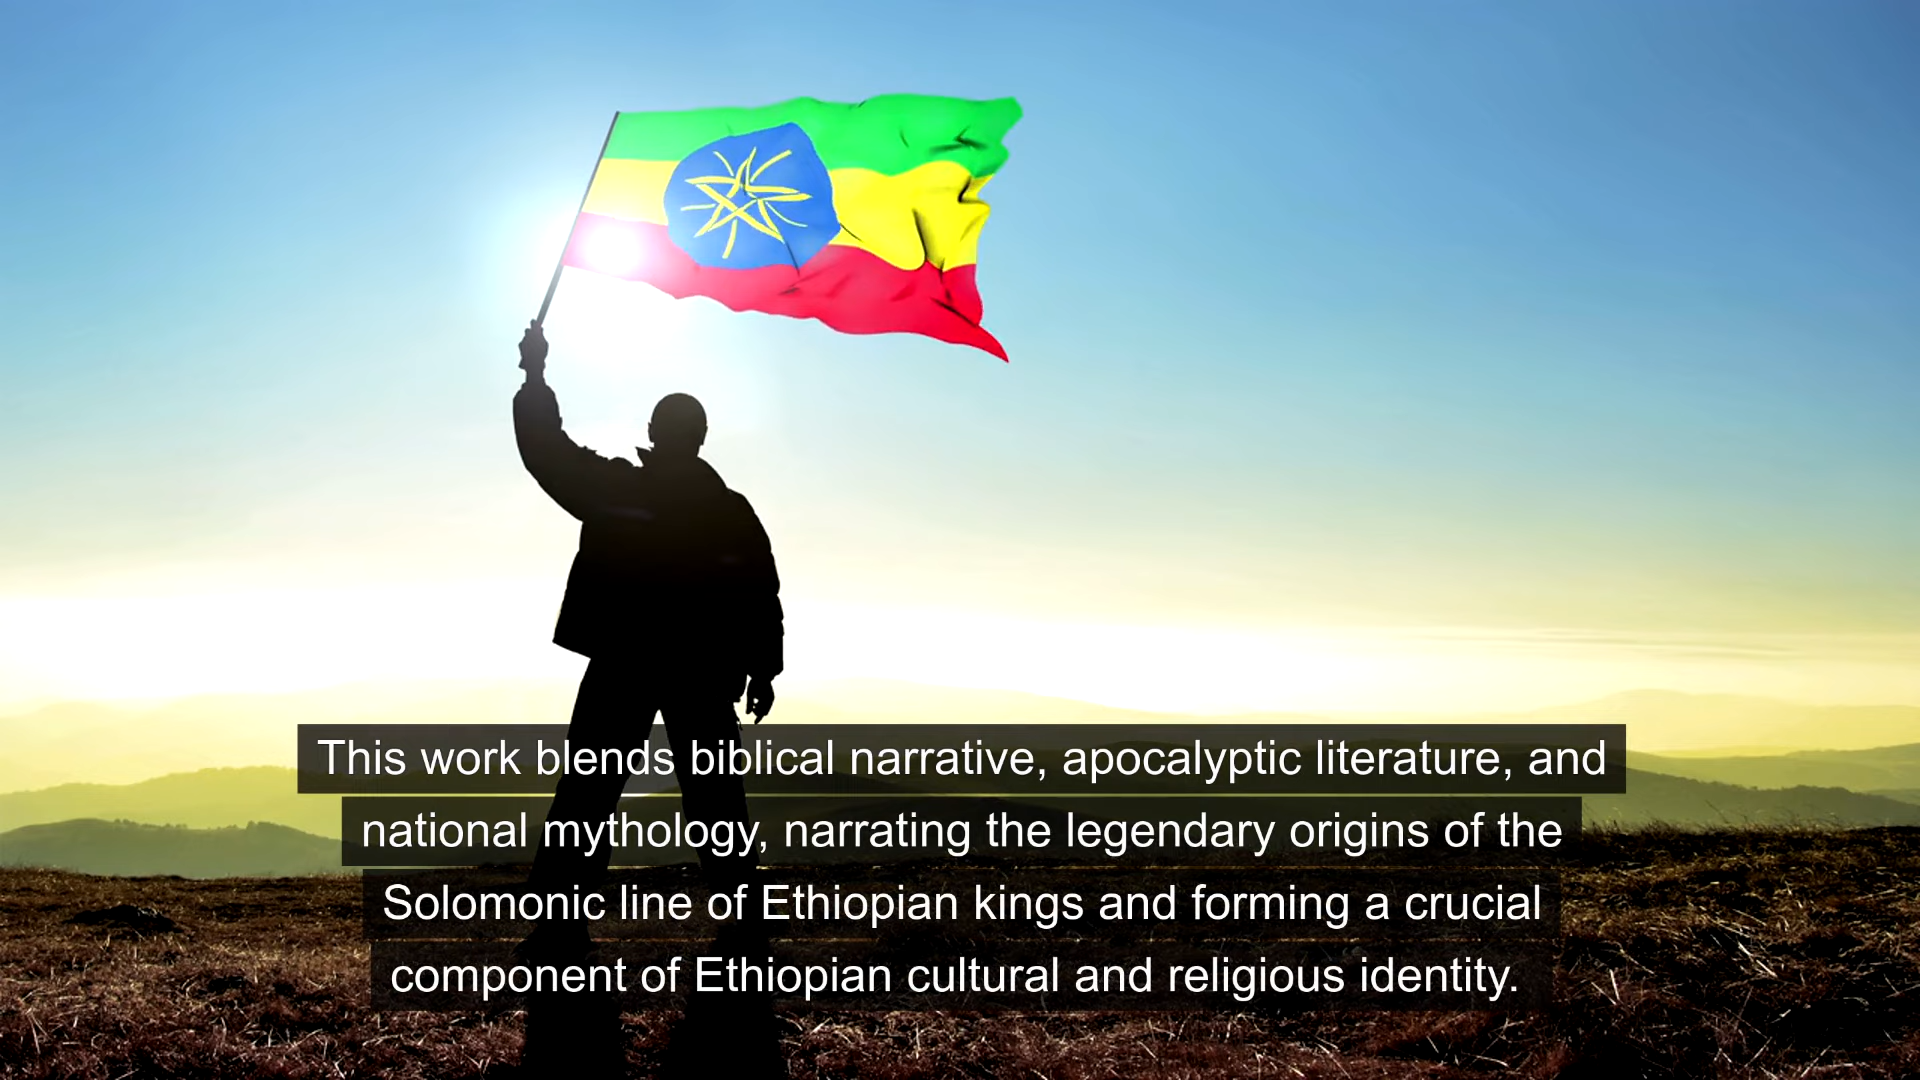 This work blends biblical narrative, apocalyptic literature, and
national mythology, narrating the legendary origins of the
Solomonic line of Ethiopian kings and forming a crucial
component of Ethiopian cultural and religious identity.